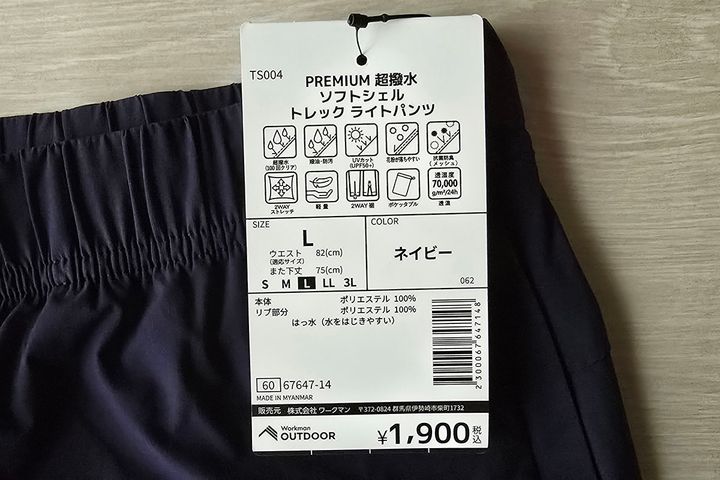 TS004
PREMIUM 超撥水
ソフトシェル
トレック ライトパンツ
超撥水
(100回クリア)
撥油・防汚
UVカット
(UPF50+)
花粉が落ちやすい
抗菌防臭
(メッシュ)
2WAY
ストレッチ
軽量
2WAY 裾
ポケッタブル
透湿度
70,000
g/m²/24h
透湿
SIZE
L
ウエスト 82(cm)
(適応サイズ)
また下丈 75(cm)
S M L LL 3L
COLOR
ネイビー
062
本体 ポリエステル 100%
リブ部分 ポリエステル 100%
はっ水（水をはじきやすい）
2300067647148
60 67647-14
MADE IN MYANMAR
販売元 株式会社 ワークマン 〒372-0824 群馬県伊勢崎市柴町1732
Workman
OUTDOOR
¥1,900税込